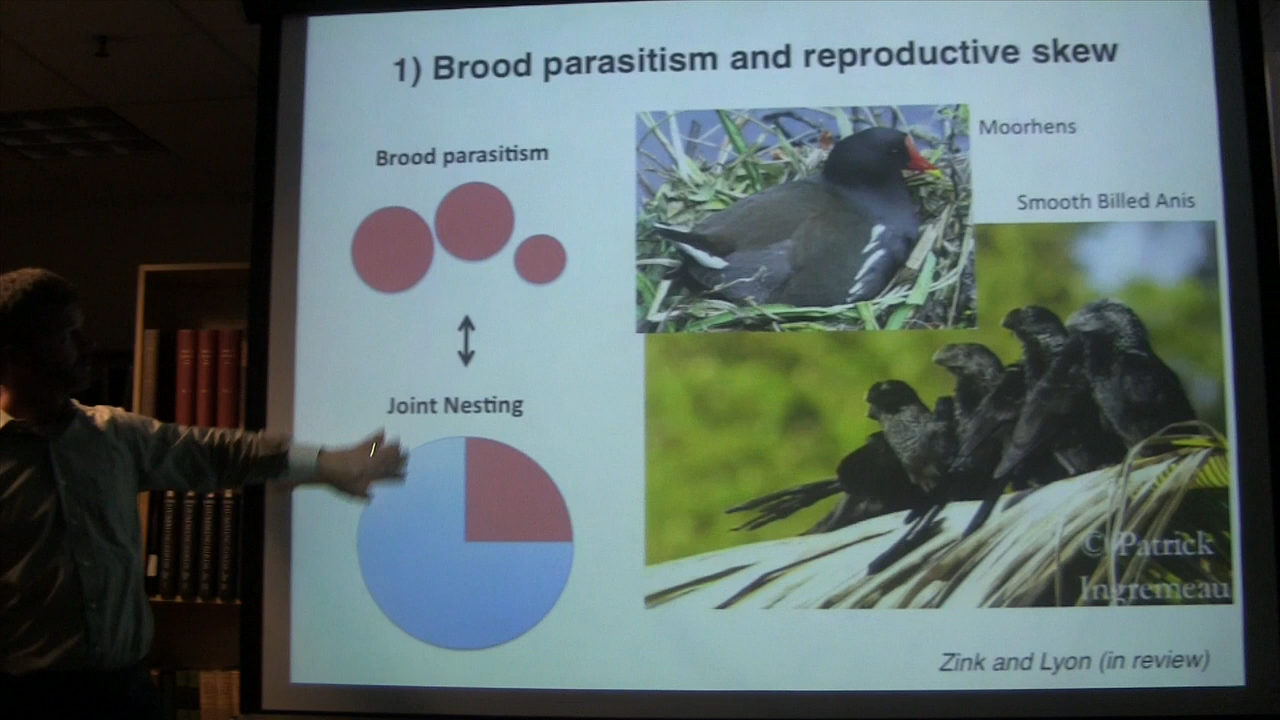 1) Brood parasitism and reproductive skew
Brood parasitism
Moorhens
Smooth Billed Anis
Joint Nesting
© Patrick
Ingremeau
Zink and Lyon (in review)